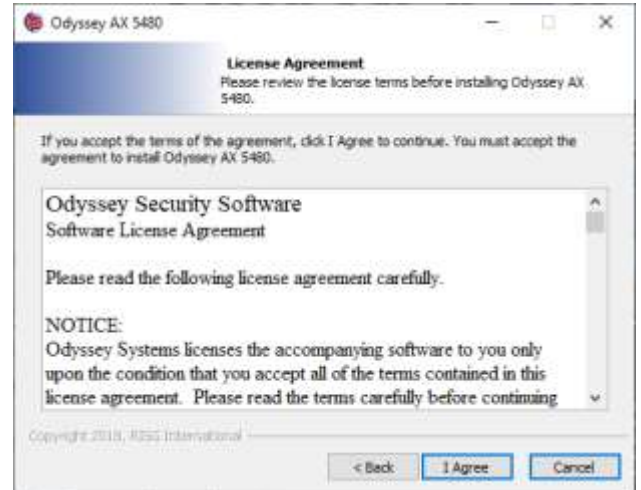 Odyssey AX 5480
License Agreement
Please review the license terms before installing Odyssey AX
5480.
If you accept the terms of the agreement, click I Agree to continue. You must accept the
agreement to install Odyssey AX 5480.
Odyssey Security Software
Software License Agreement
Please read the following license agreement carefully.
NOTICE:
Odyssey Systems licenses the accompanying software to you only
upon the condition that you accept all of the terms contained in this
license agreement.  Please read the terms carefully before continuing
Copyright 2018, International
< Back
I Agree
Cancel